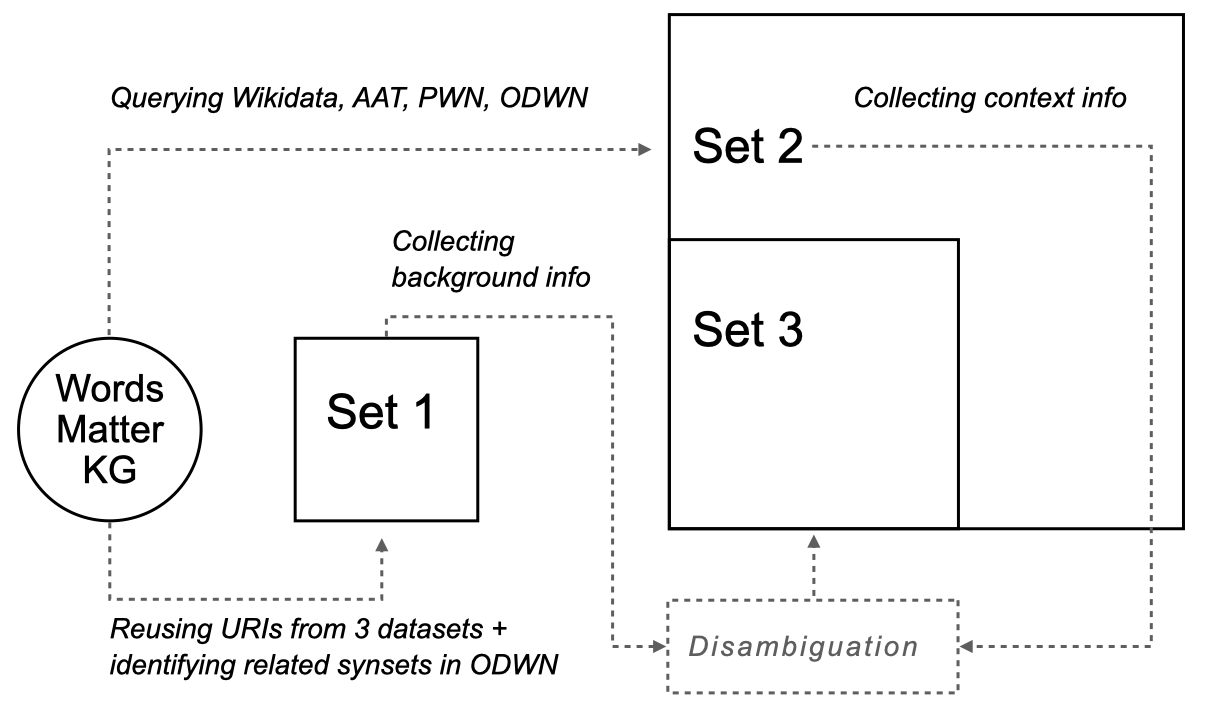 Querying Wikidata, AAT, PWN, ODWN
Collecting context info
Set 2
Collecting
background info
Set 3
Words
Matter
KG
Set 1
Reusing URIs from 3 datasets +
identifying related synsets in ODWN
Disambiguation